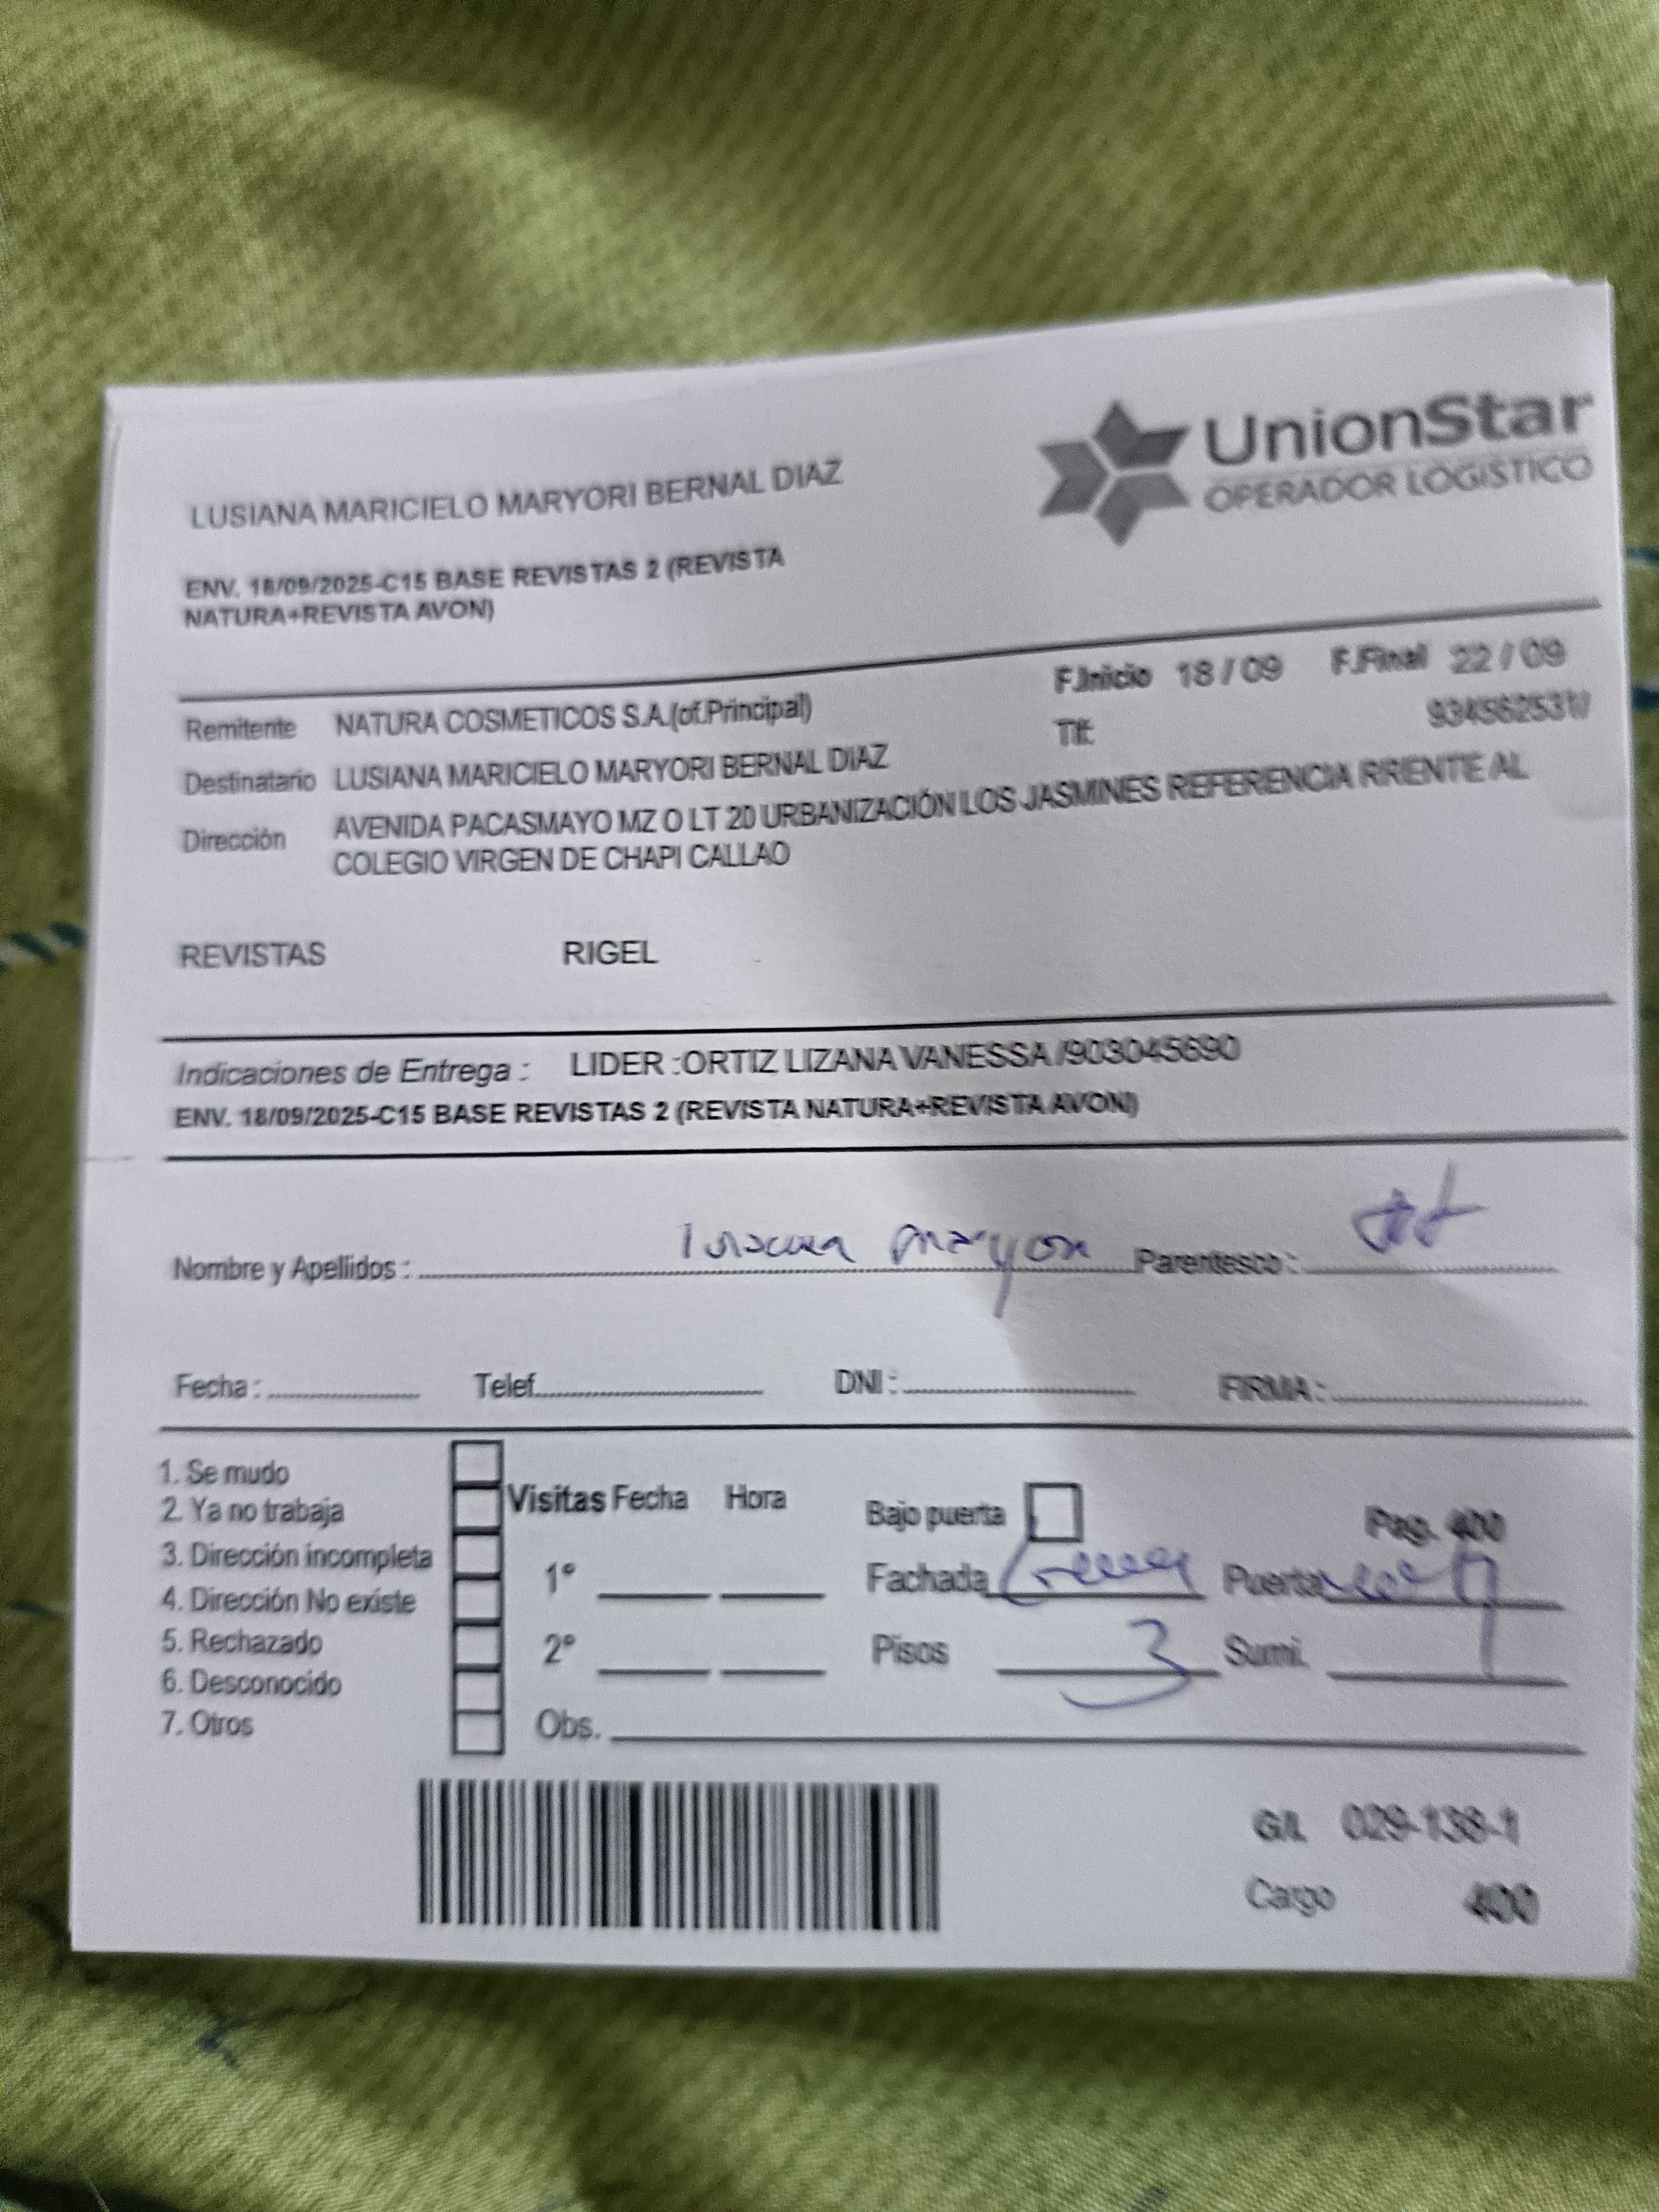 UnionStar
OPERADOR LOGÍSTICO
LUSIANA MARICIELO MARYORI BERNAL DIAZ
ENV. 18/09/2025-C15 BASE REVISTAS 2 (REVISTA
NATURA+REVISTA AVON)
F.Inicio 18 / 09 F.Final 22 / 09
Remitente NATURA COSMETICOS S.A.(of.Principal)
Tlf: 934562531//
Destinatario LUSIANA MARICIELO MARYORI BERNAL DIAZ
Dirección AVENIDA PACASMAYO MZ O LT 20 URBANIZACIÓN LOS JASMINES REFERENCIA RRENTE AL
COLEGIO VIRGEN DE CHAPI CALLAO
REVISTAS RIGEL
Indicaciones de Entrega : LIDER :ORTIZ LIZANA VANESSA /903045690
ENV. 18/09/2025-C15 BASE REVISTAS 2 (REVISTA NATURA+REVISTA AVON)
Nombre y Apellidos : Parentesco :
Fecha : Telef. DNI : FIRMA :
1. Se mudo
2. Ya no trabaja
3. Dirección incompleta
4. Dirección No existe
5. Rechazado
6. Desconocido
7. Otros
Visitas Fecha Hora
1°
2°
Obs.
Bajo puerta Pag. 400
Fachada Puerta
Pisos 3 Sumi.
G/L 029-138-1
Cargo 400